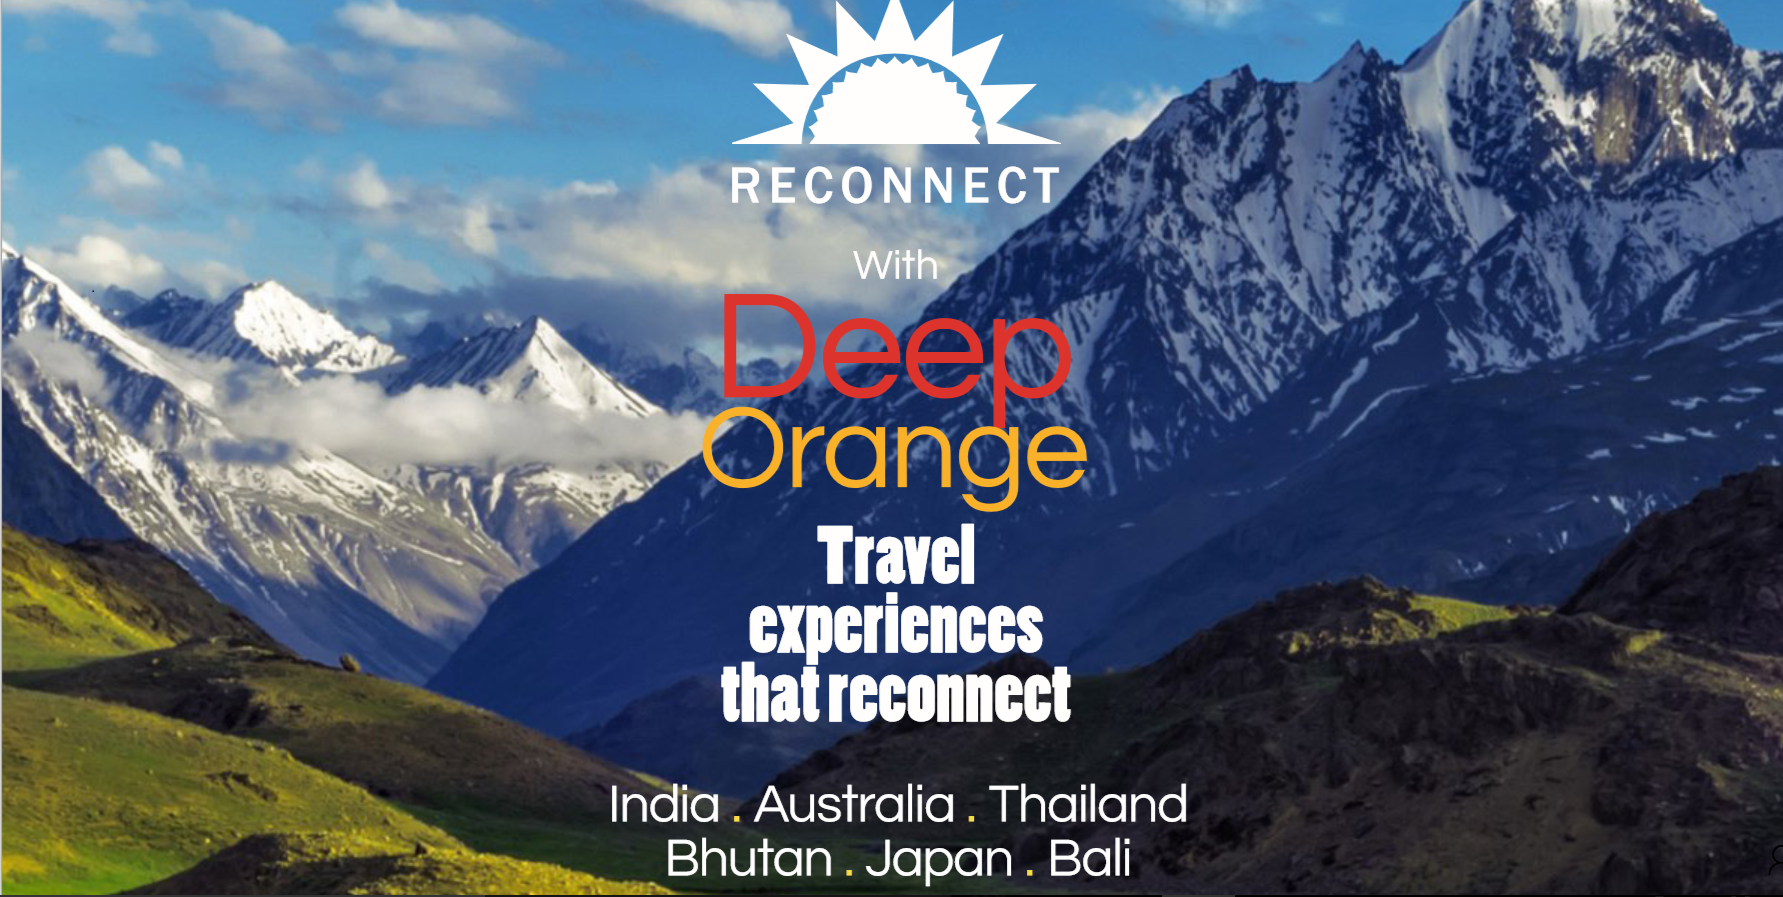 RECONNECT
With
Deep
Orange
Travel
experiences
that reconnect
India . Australia . Thailand
Bhutan . Japan . Bali